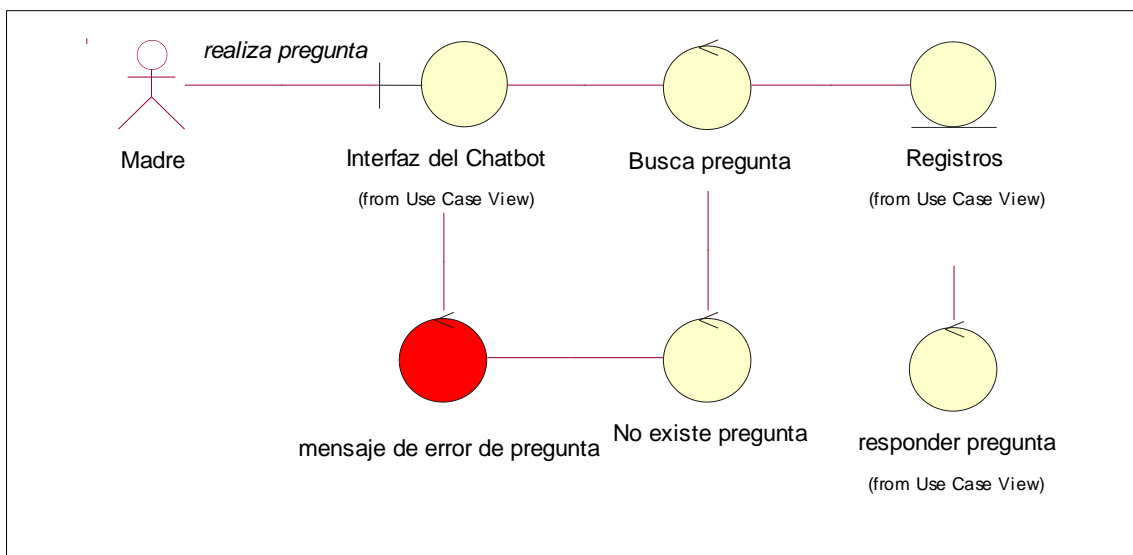 realiza pregunta
Madre
Interfaz del Chatbot
(from Use Case View)
Busca pregunta
Registros
(from Use Case View)
mensaje de error de pregunta
No existe pregunta
responder pregunta
(from Use Case View)